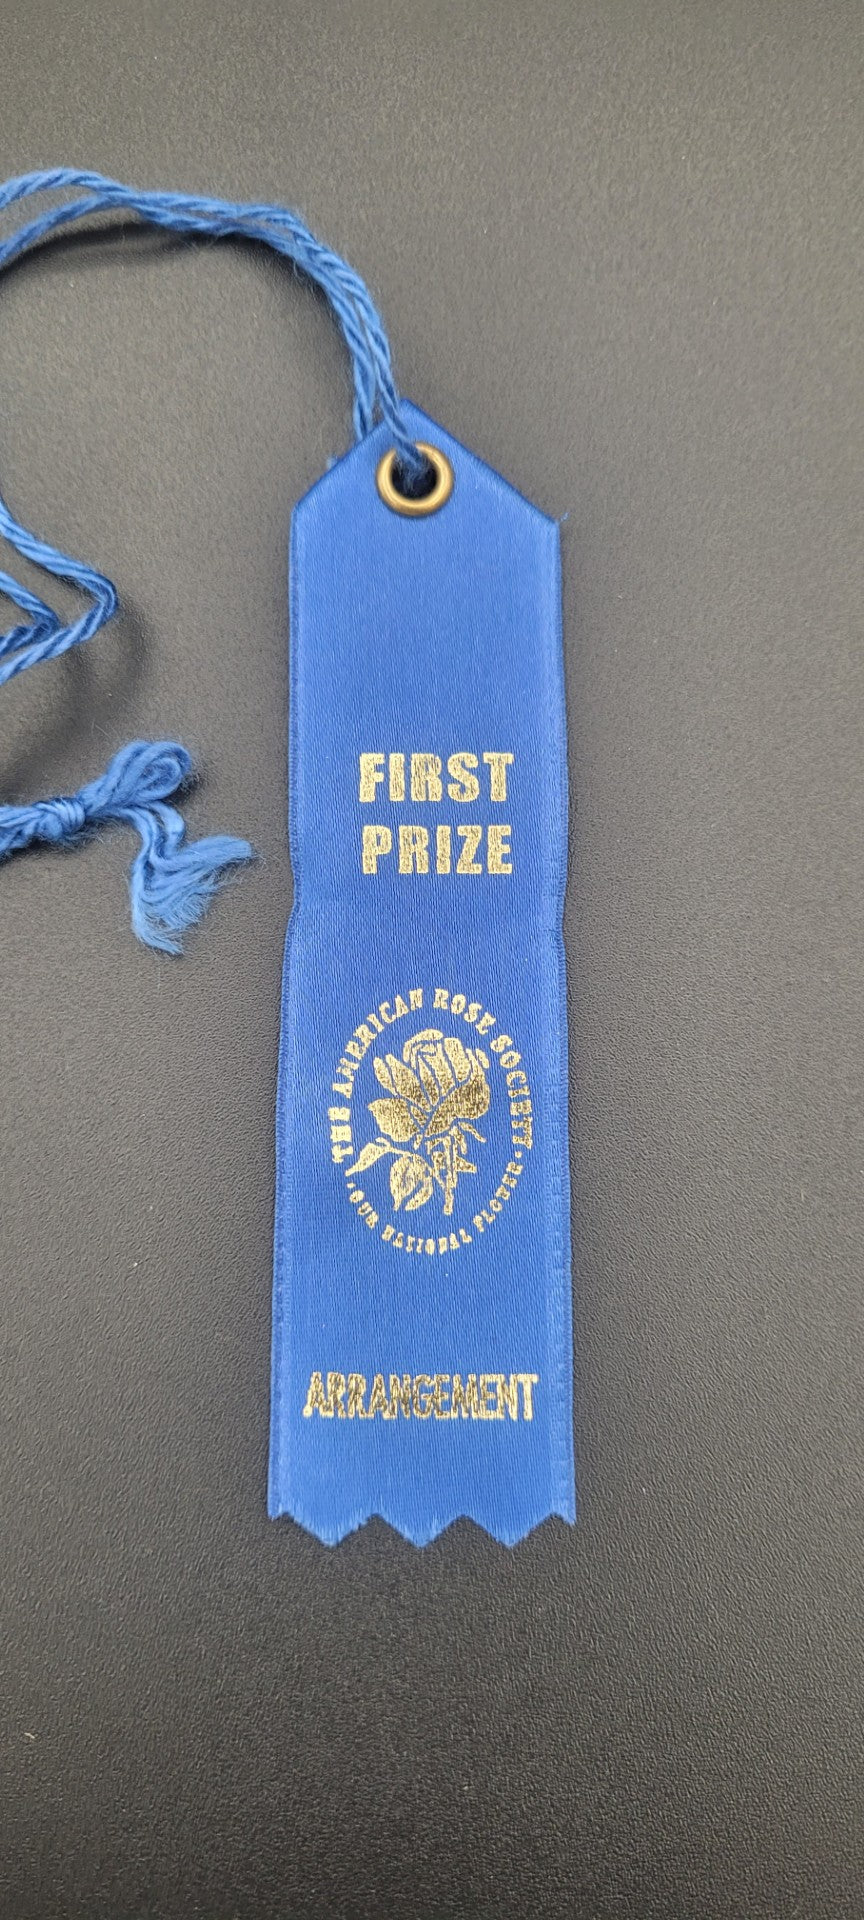 FIRST
PRIZE
THE AMERICAN ROSE SOCIETY
· OUR NATIONAL FLOWER ·
ARRANGEMENT